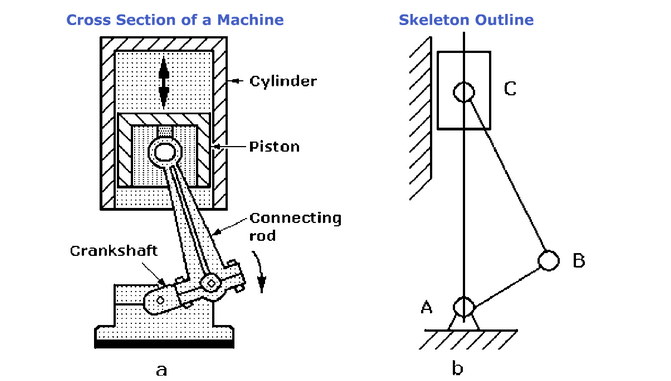 Cross Section of a Machine
Skeleton Outline
Cylinder
Piston
Connecting
rod
Crankshaft
a
C
B
A
b